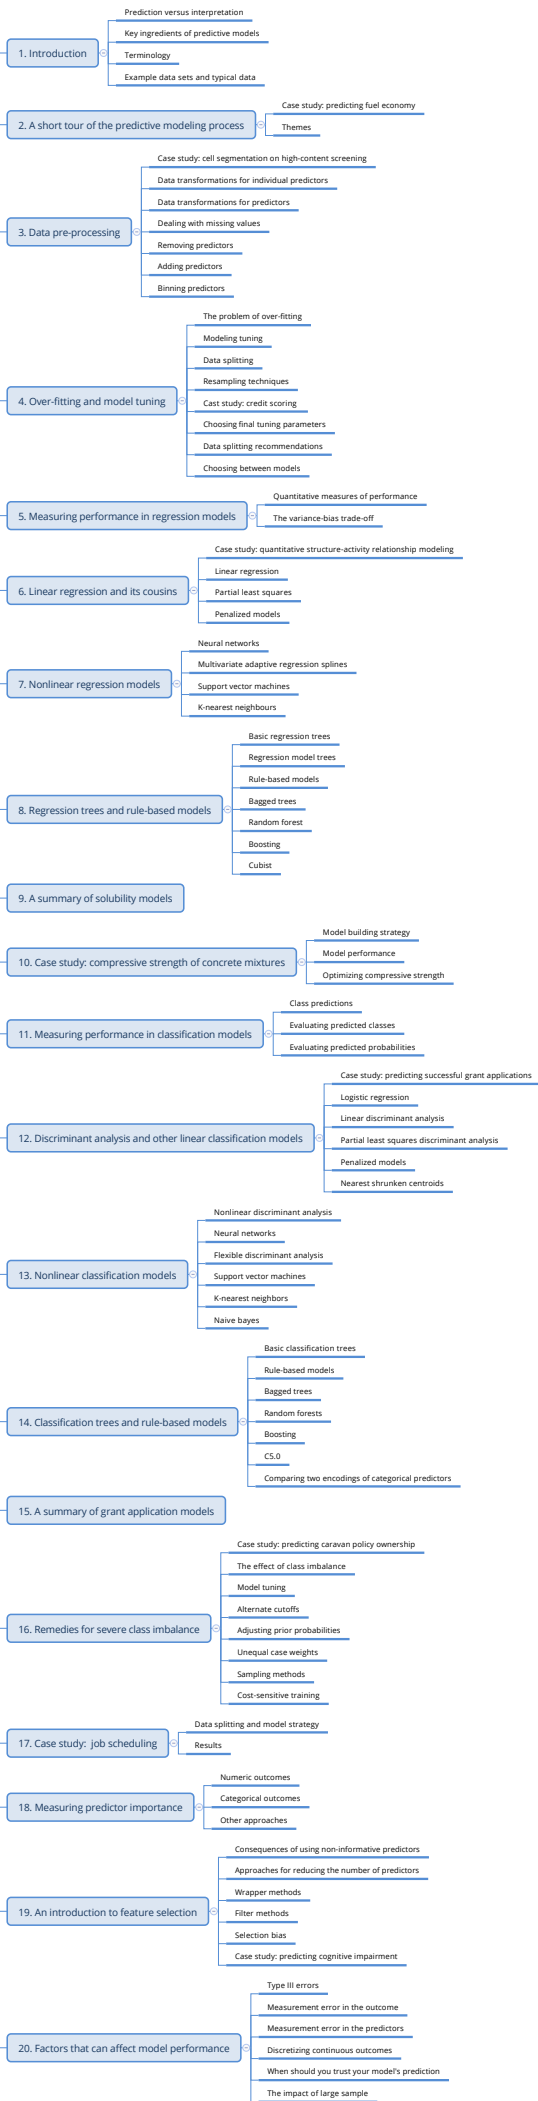 1. Introduction
Prediction versus interpretation
Key ingredients of predictive models
Terminology
Example data sets and typical data
2. A short tour of the predictive modeling process
Case study: predicting fuel economy
Themes
3. Data pre-processing
Case study: cell segmentation on high-content screening
Data transformations for individual predictors
Data transformations for predictors
Dealing with missing values
Removing predictors
Adding predictors
Binning predictors
4. Over-fitting and model tuning
The problem of over-fitting
Modeling tuning
Data splitting
Resampling techniques
Cast study: credit scoring
Choosing final tuning parameters
Data splitting recommendations
Choosing between models
5. Measuring performance in regression models
Quantitative measures of performance
The variance-bias trade-off
6. Linear regression and its cousins
Case study: quantitative structure-activity relationship modeling
Linear regression
Partial least squares
Penalized models
7. Nonlinear regression models
Neural networks
Multivariate adaptive regression splines
Support vector machines
K-nearest neighbours
8. Regression trees and rule-based models
Basic regression trees
Regression model trees
Rule-based models
Bagged trees
Random forest
Boosting
Cubist
9. A summary of solubility models
10. Case study: compressive strength of concrete mixtures
Model building strategy
Model performance
Optimizing compressive strength
11. Measuring performance in classification models
Class predictions
Evaluating predicted classes
Evaluating predicted probabilities
12. Discriminant analysis and other linear classification models
Case study: predicting successful grant applications
Logistic regression
Linear discriminant analysis
Partial least squares discriminant analysis
Penalized models
Nearest shrunken centroids
13. Nonlinear classification models
Nonlinear discriminant analysis
Neural networks
Flexible discriminant analysis
Support vector machines
K-nearest neighbors
Naive bayes
14. Classification trees and rule-based models
Basic classification trees
Rule-based models
Bagged trees
Random forests
Boosting
C5.0
Comparing two encodings of categorical predictors
15. A summary of grant application models
16. Remedies for severe class imbalance
Case study: predicting caravan policy ownership
The effect of class imbalance
Model tuning
Alternate cutoffs
Adjusting prior probabilities
Unequal case weights
Sampling methods
Cost-sensitive training
17. Case study:  job scheduling
Data splitting and model strategy
Results
18. Measuring predictor importance
Numeric outcomes
Categorical outcomes
Other approaches
19. An introduction to feature selection
Consequences of using non-informative predictors
Approaches for reducing the number of predictors
Wrapper methods
Filter methods
Selection bias
Case study: predicting cognitive impairment
20. Factors that can affect model performance
Type III errors
Measurement error in the outcome
Measurement error in the predictors
Discretizing continuous outcomes
When should you trust your model's prediction
The impact of large sample